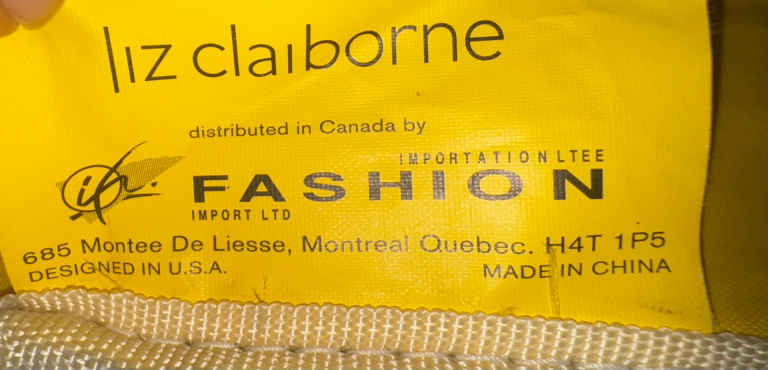 liz claiborne
distributed in Canada by
IMPORTATION LTEE
if FASHION
IMPORT LTD
685 Montee De Liesse, Montreal Quebec. H4T 1P5
DESIGNED IN U.S.A. MADE IN CHINA